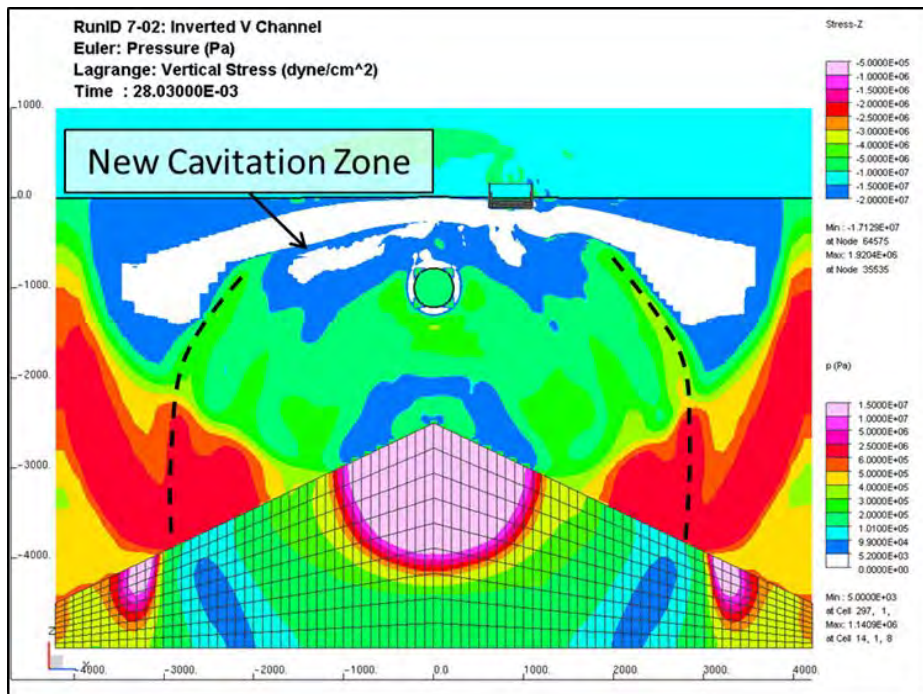 RunID 7-02: Inverted V Channel
Euler: Pressure (Pa)
Lagrange: Vertical Stress (dyne/cm^2)
Time : 28.03000E-03
New Cavitation Zone
1000.
0.0
-1000.
-2000.
-3000.
-4000.
Z
X
-4000.
-3000.
-2000.
-1000.
0.0
1000.
2000.
3000.
4000.
Stress-Z
-5.0000E+05
-1.0000E+06
-1.5000E+06
-2.0000E+06
-2.5000E+06
-3.0000E+06
-4.0000E+06
-5.0000E+06
-1.0000E+07
-1.5000E+07
-2.0000E+07
Min : -1.7129E+07
at Node 64575
Max: 1.9204E+06
at Node 35535
p (Pa)
1.5000E+07
1.0000E+07
5.0000E+06
2.5000E+06
6.0000E+05
5.0000E+05
4.0000E+05
3.0000E+05
2.0000E+05
1.0100E+05
9.9000E+04
5.2000E+03
0.0000E+00
Min : 5.0000E+03
at Cell 297, 1,
Max: 1.1409E+06
at Cell 14, 1, 8